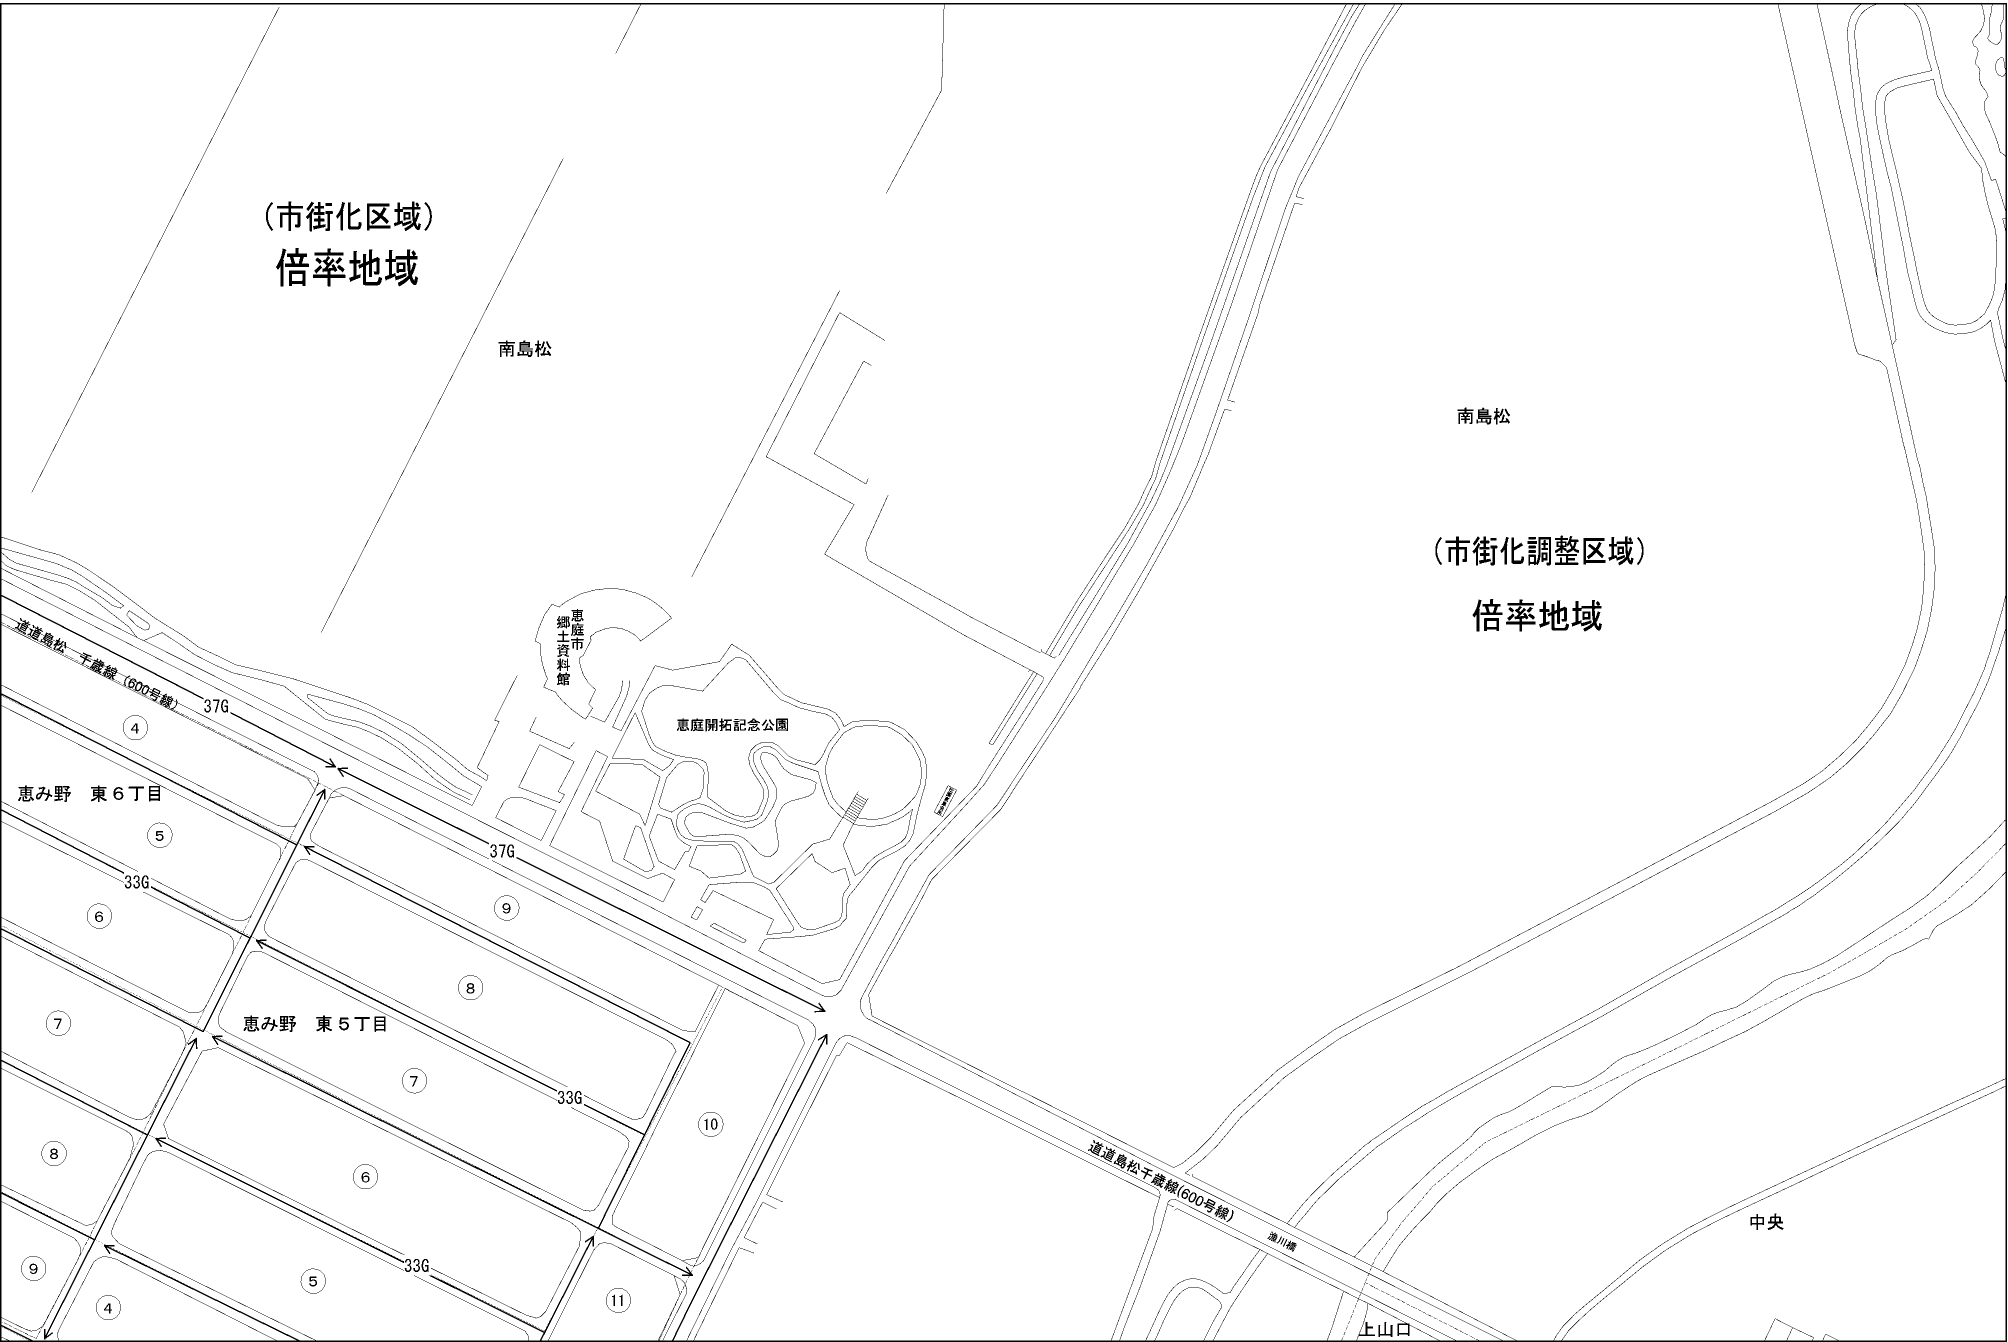 （市街化区域）
倍率地域
南島松
南島松
（市街化調整区域）
倍率地域
恵庭市
郷土資料館
道道島松　千歳線（600号線）
37G
恵庭開拓記念公園
④
恵み野　東６丁目
⑤
37G
33G
⑨
⑥
⑧
⑦
恵み野　東５丁目
⑦
33G
⑩
⑧
⑥
道道島松千歳線(600号線)
中央
漁川橋
33G
⑨
⑤
④
⑪
上山口